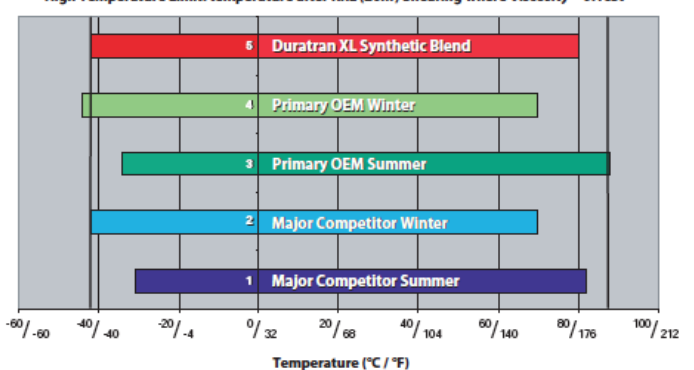 5 Duratran XL Synthetic Blend
4 Primary OEM Winter
3 Primary OEM Summer
2 Major Competitor Winter
1 Major Competitor Summer
-60/-60 -40/-40 -20/-4 0/32 20/68 40/104 60/140 80/176 100/212
Temperature (°C / °F)